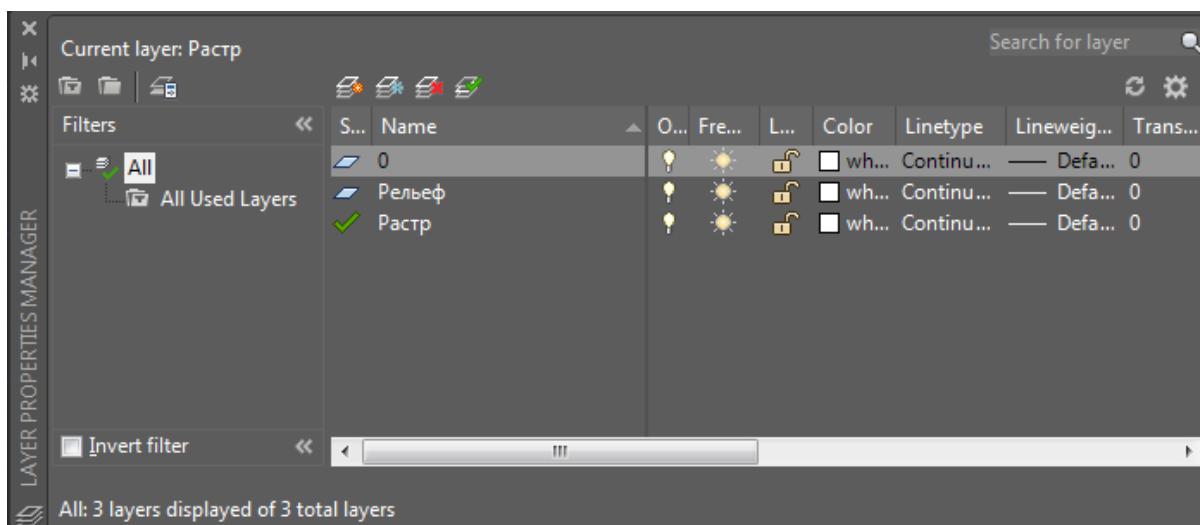 Current layer: Растр
Search for layer
Filters
S... Name O... Fre... L... Color Linetype Lineweig... Trans...
All
0 wh... Continu... Defa... 0
All Used Layers
Рельеф wh... Continu... Defa... 0
Растр wh... Continu... Defa... 0
Invert filter
All: 3 layers displayed of 3 total layers
LAYER PROPERTIES MANAGER